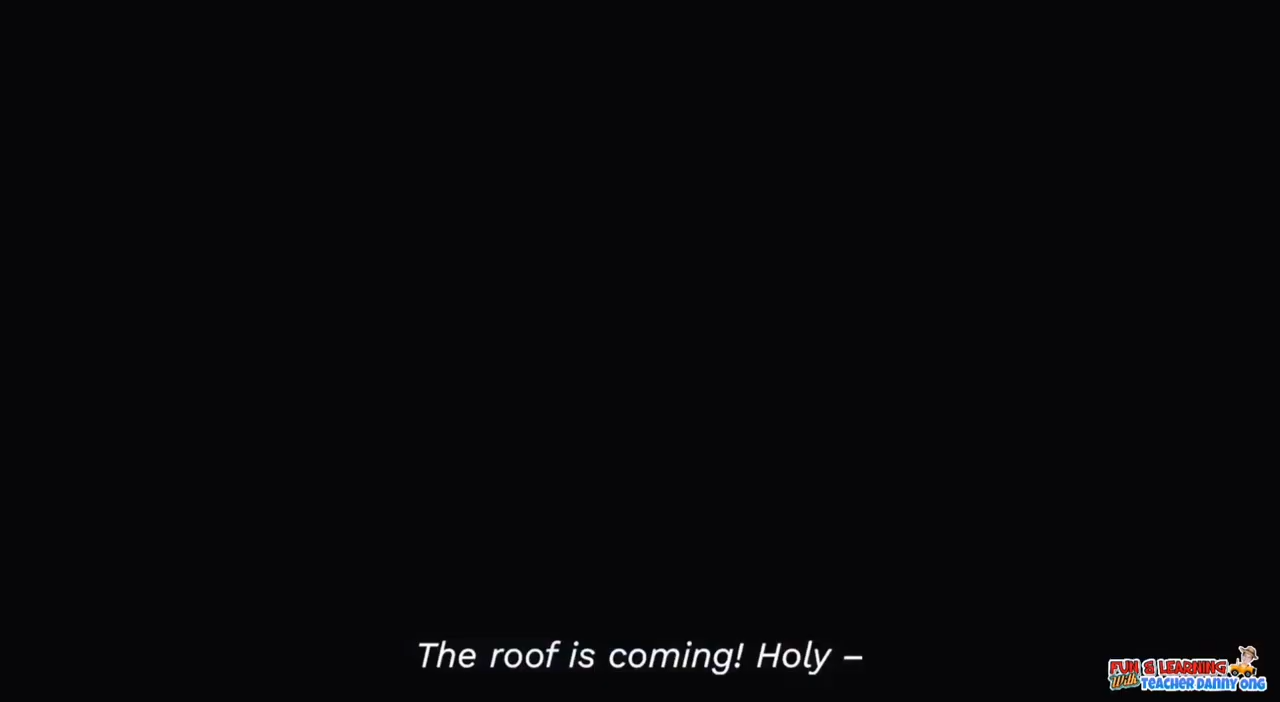 The roof is coming! Holy –
FUN & LEARNING
With TEACHER DANNY ONG